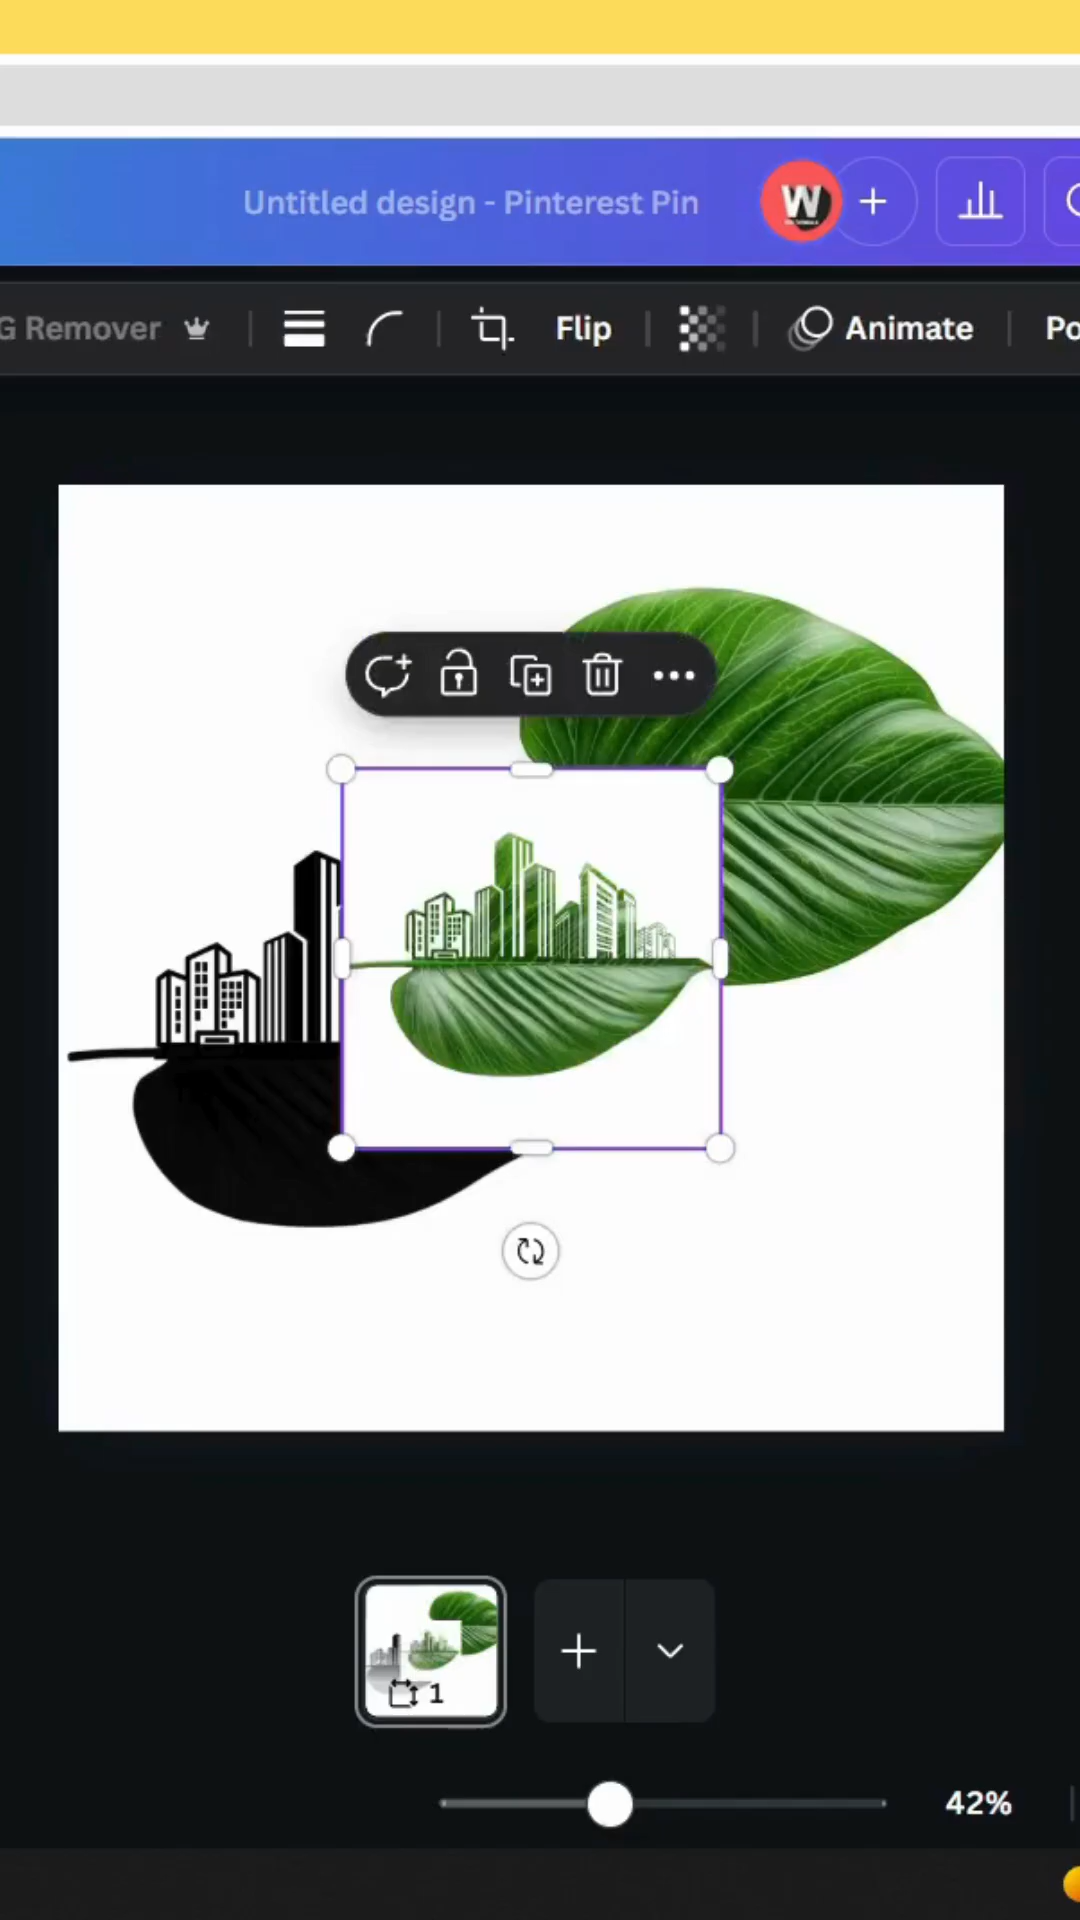 Untitled design - Pinterest Pin
W
G Remover
Flip
Animate
Po
1
42%